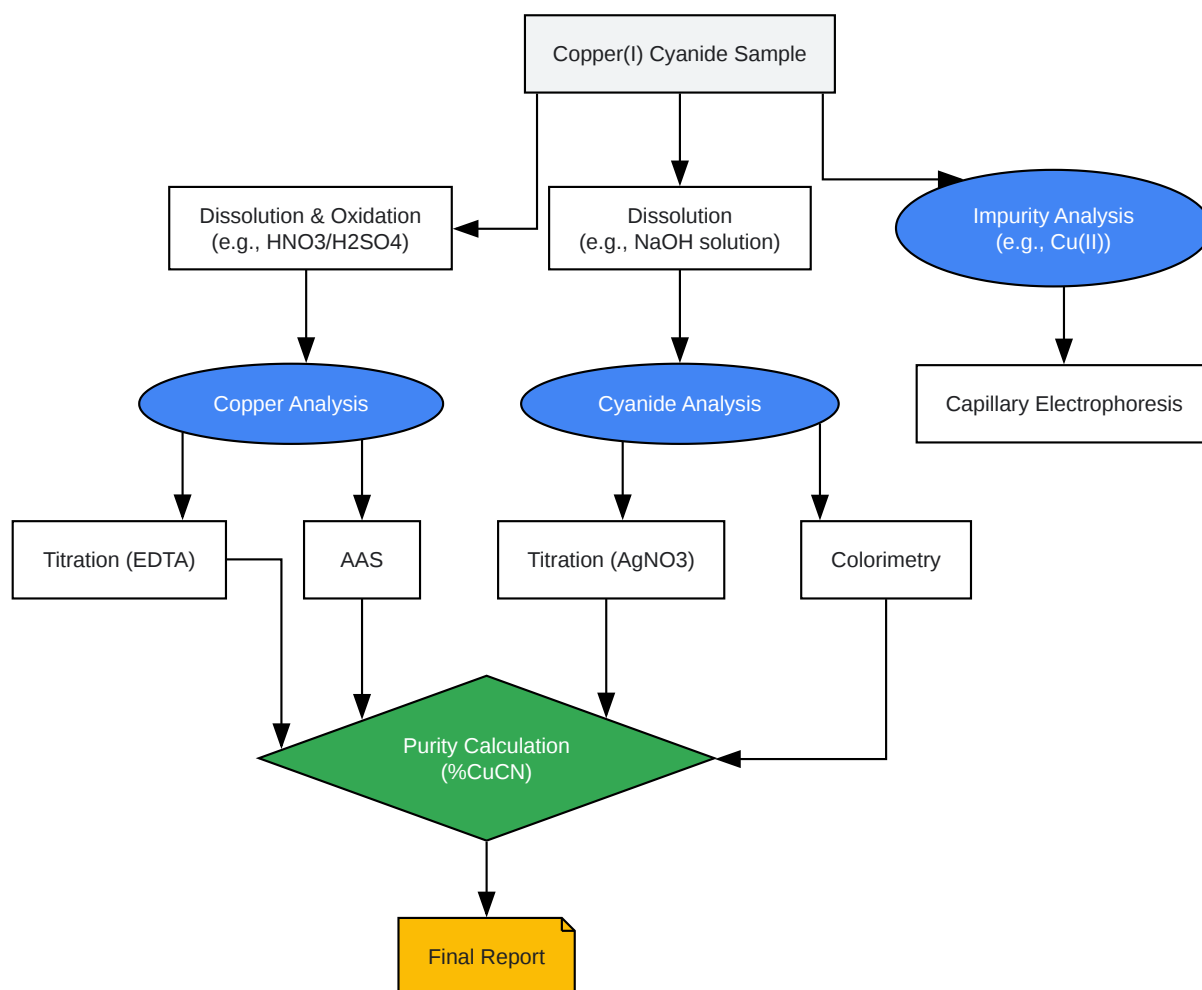 Copper(I) Cyanide Sample
Dissolution & Oxidation
(e.g., HNO3/H2SO4)
Dissolution
(e.g., NaOH solution)
Impurity Analysis
(e.g., Cu(II))
Copper Analysis
Cyanide Analysis
Capillary Electrophoresis
Titration (EDTA)
AAS
Titration (AgNO3)
Colorimetry
Purity Calculation
(%CuCN)
Final Report